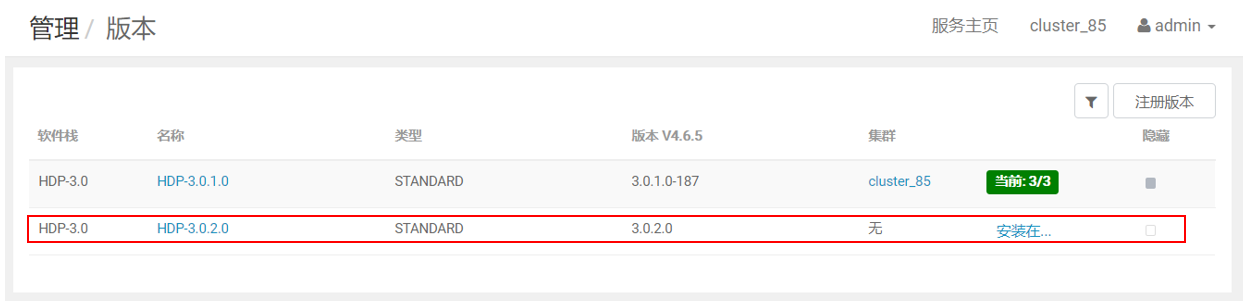 管理 / 版本 服务主页 cluster_85 admin
注册版本
软件栈 名称 类型 版本 V4.6.5 集群 隐藏
HDP-3.0 HDP-3.0.1.0 STANDARD 3.0.1.0-187 cluster_85 当前: 3/3
HDP-3.0 HDP-3.0.2.0 STANDARD 3.0.2.0 无 安装在...